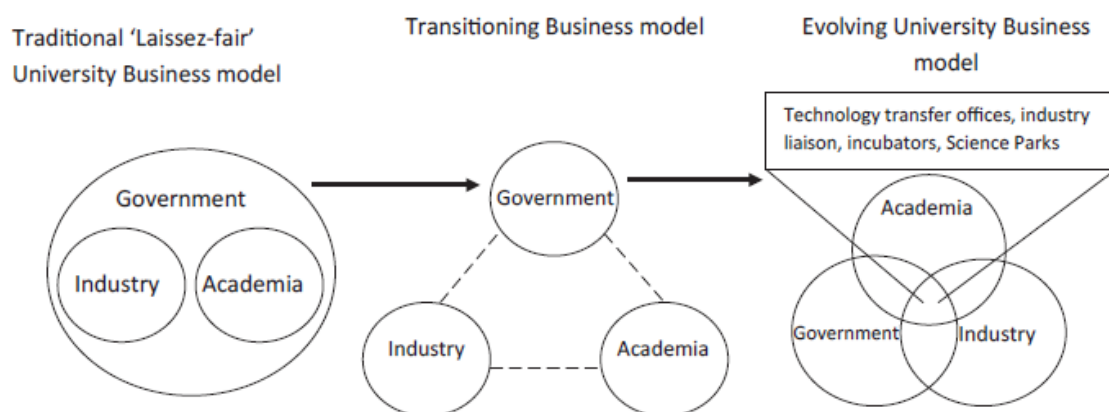 Traditional 'Laissez-fair'
University Business model
Transitioning Business model
Evolving University Business
model
Technology transfer offices, industry
liaison, incubators, Science Parks
Government
Industry
Academia
Government
Industry
Academia
Academia
Government
Industry